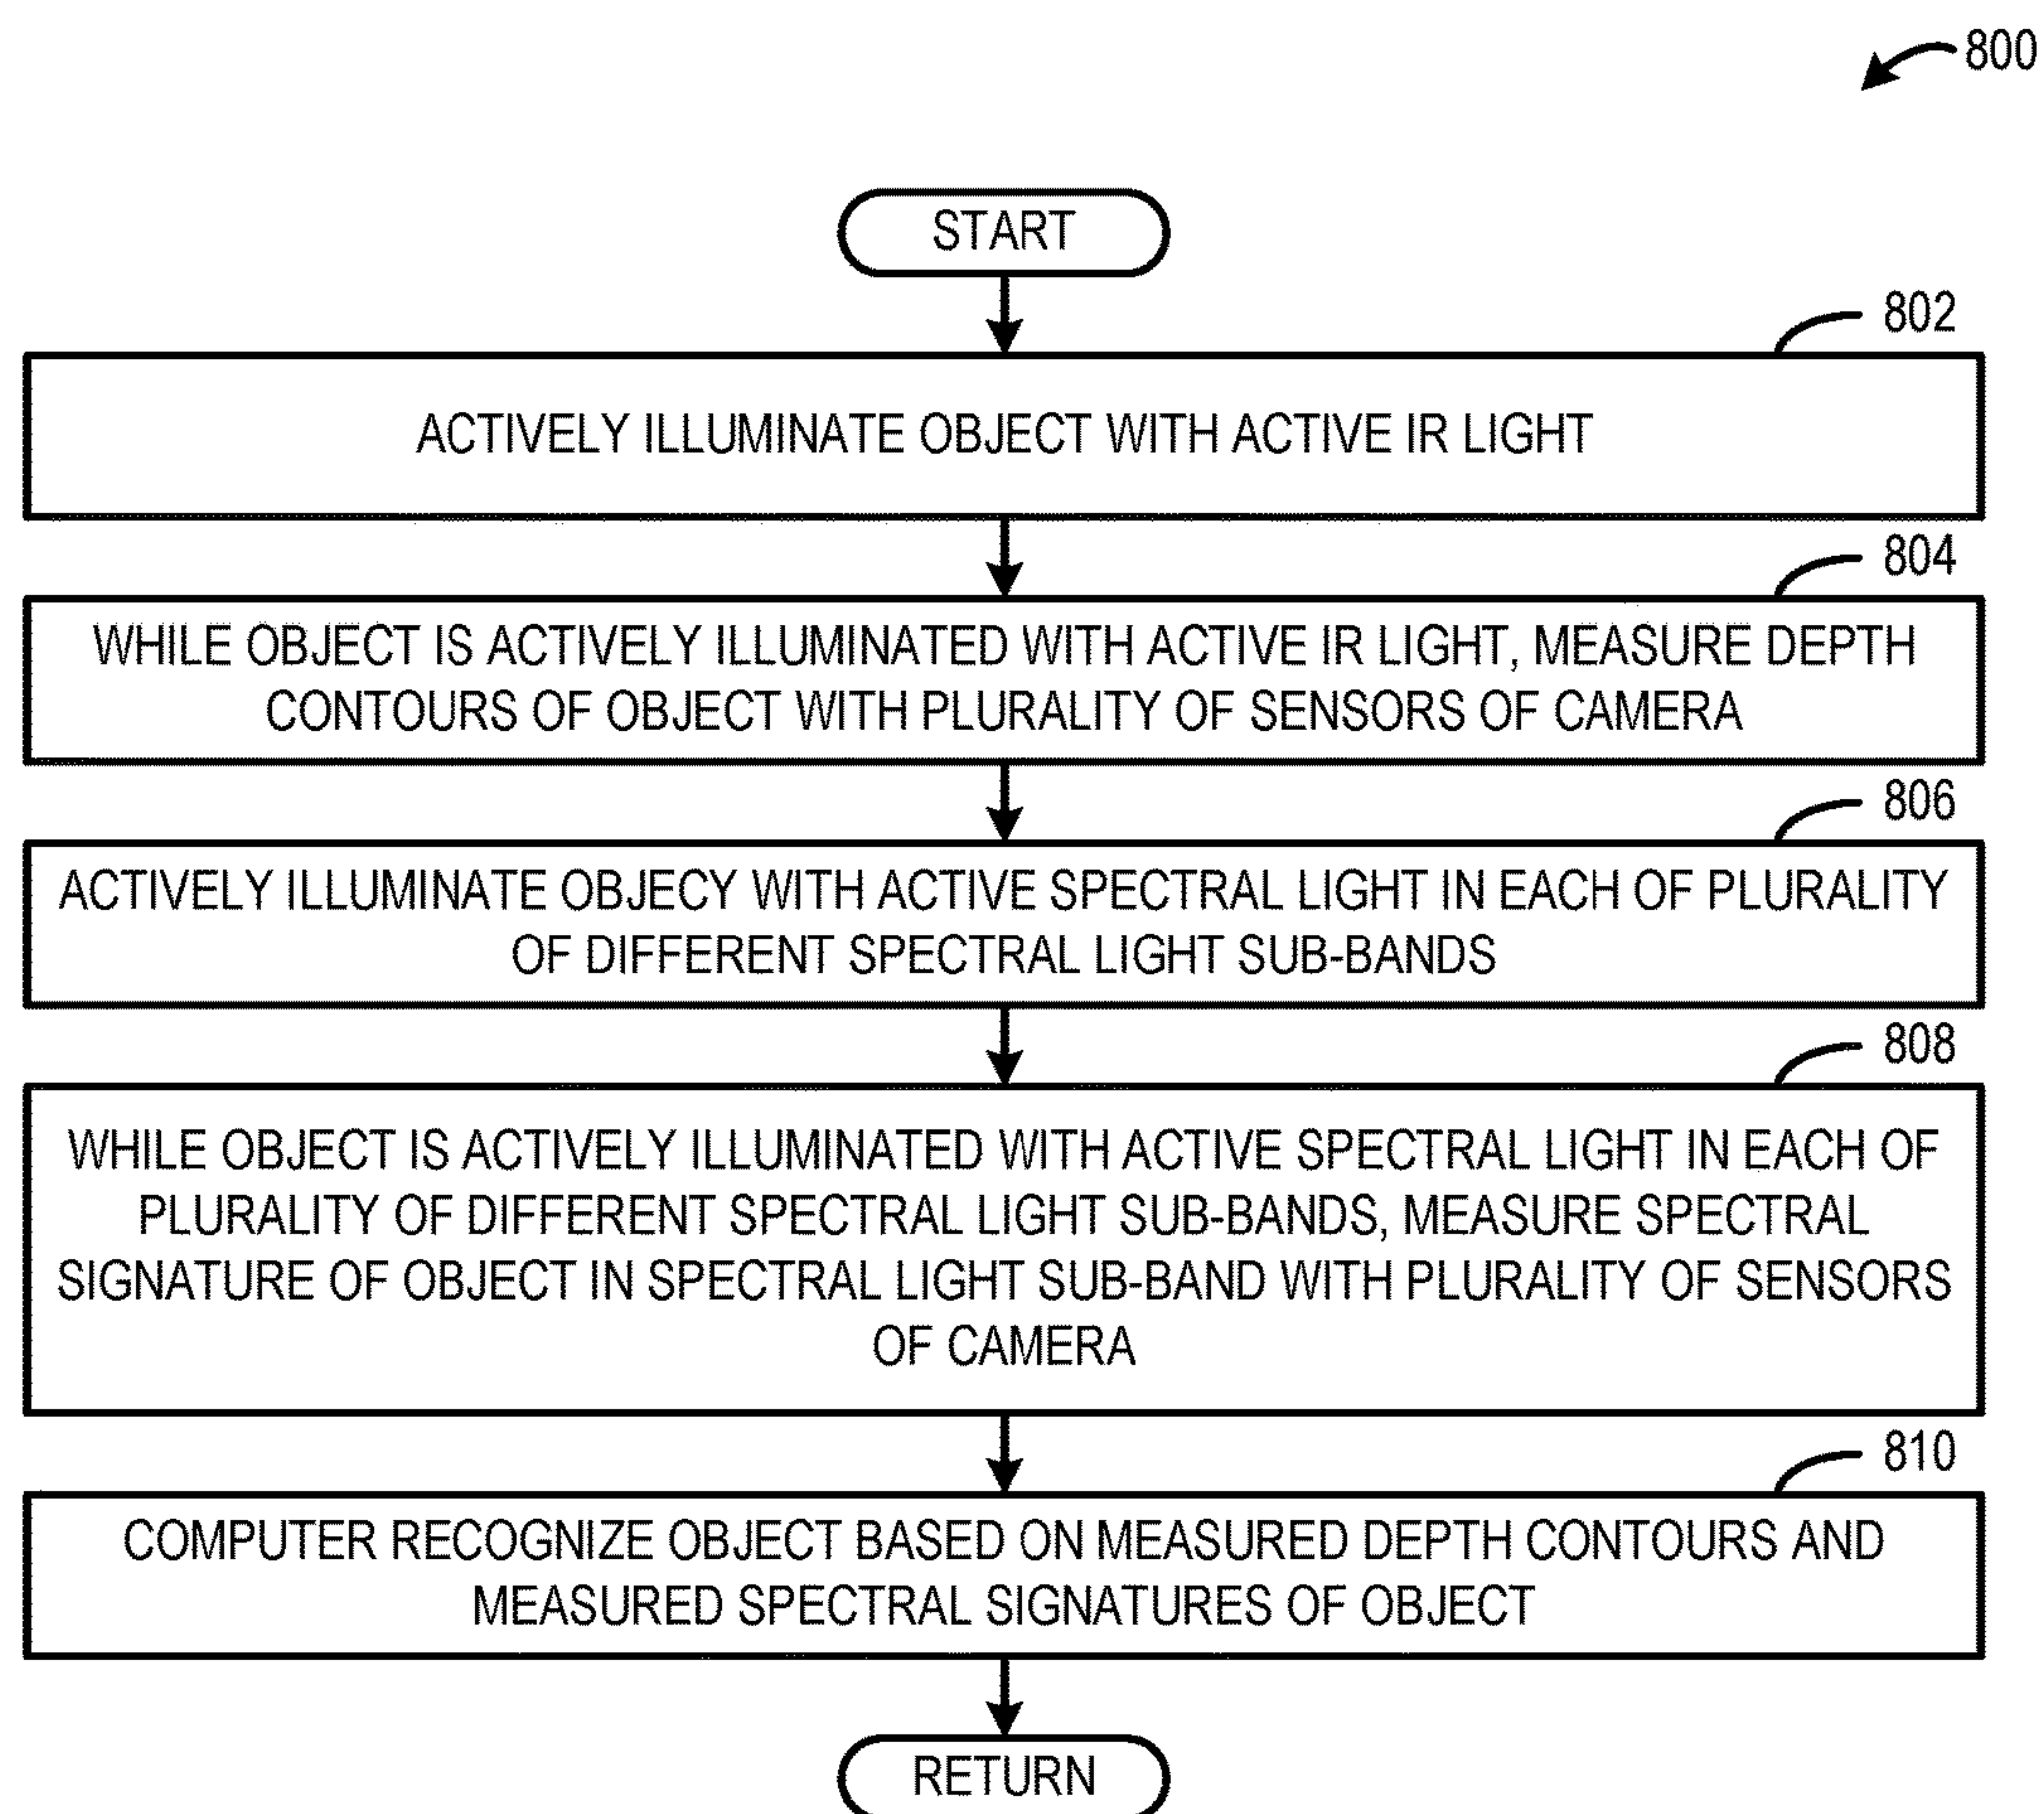 800
START
802
ACTIVELY ILLUMINATE OBJECT WITH ACTIVE IR LIGHT
804
WHILE OBJECT IS ACTIVELY ILLUMINATED WITH ACTIVE IR LIGHT, MEASURE DEPTH
CONTOURS OF OBJECT WITH PLURALITY OF SENSORS OF CAMERA
806
ACTIVELY ILLUMINATE OBJECY WITH ACTIVE SPECTRAL LIGHT IN EACH OF PLURALITY
OF DIFFERENT SPECTRAL LIGHT SUB-BANDS
808
WHILE OBJECT IS ACTIVELY ILLUMINATED WITH ACTIVE SPECTRAL LIGHT IN EACH OF
PLURALITY OF DIFFERENT SPECTRAL LIGHT SUB-BANDS, MEASURE SPECTRAL
SIGNATURE OF OBJECT IN SPECTRAL LIGHT SUB-BAND WITH PLURALITY OF SENSORS
OF CAMERA
810
COMPUTER RECOGNIZE OBJECT BASED ON MEASURED DEPTH CONTOURS AND
MEASURED SPECTRAL SIGNATURES OF OBJECT
RETURN